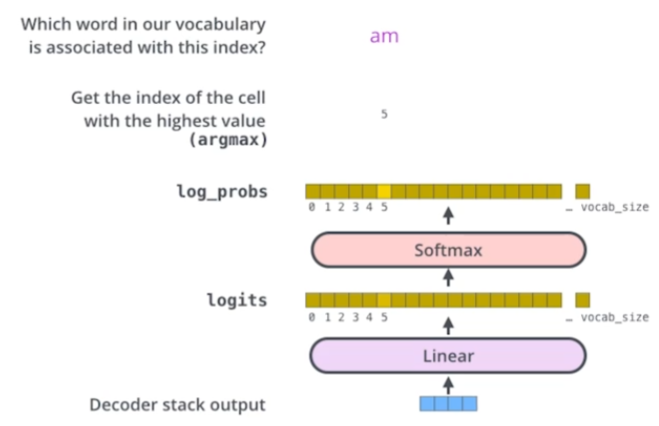 Which word in our vocabulary
is associated with this index?
am
Get the index of the cell
with the highest value
(argmax)
5
log_probs
0 1 2 3 4 5 … vocab_size
Softmax
logits
0 1 2 3 4 5 … vocab_size
Linear
Decoder stack output